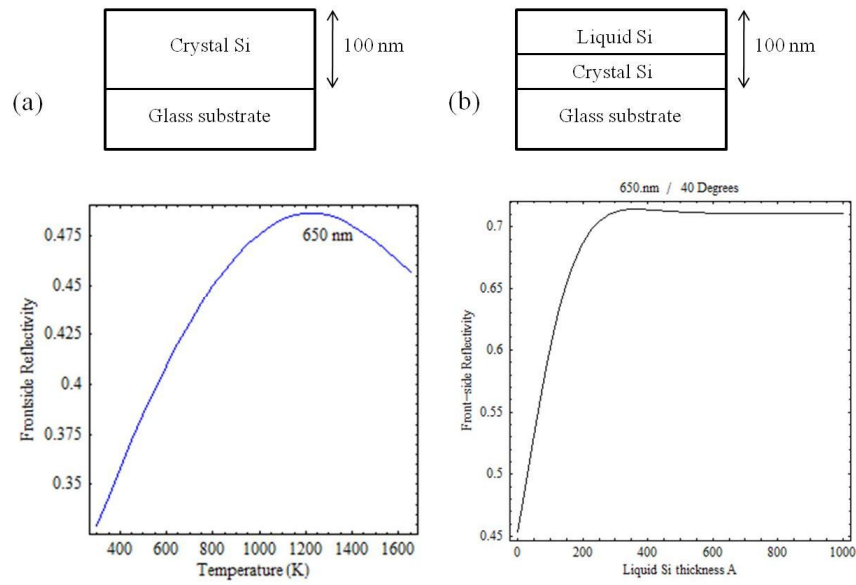 Crystal Si
100 nm
(a)
Glass substrate
Liquid Si
100 nm
Crystal Si
(b)
Glass substrate
650 nm
0.475
0.45
0.425
0.4
0.375
0.35
Frontside Reflectivity
400 600 800 1000 1200 1400 1600
Temperature (K)
650.nm / 40 Degrees
0.7
0.65
0.6
0.55
0.5
0.45
Front-side Reflectivity
0 200 400 600 800 1000
Liquid Si thickness A